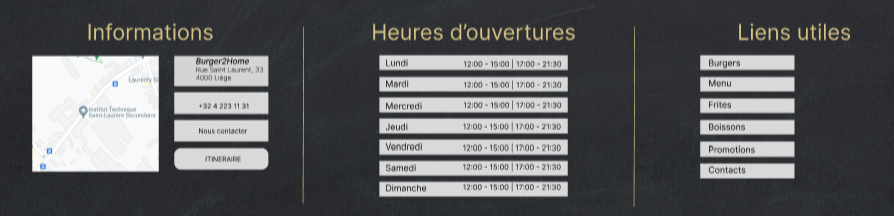 Informations
Laurenty St
Institut Technique
Saint-Laurent Secondaire
Burger2Home
Rue Saint Laurent, 33
4000 Liège
+32 4 223 11 31
Nous contacter
ITINERAIRE
Heures d'ouvertures
Lundi 12:00 - 15:00 | 17:00 - 21:30
Mardi 12:00 - 15:00 | 17:00 - 21:30
Mercredi 12:00 - 15:00 | 17:00 - 21:30
Jeudi 12:00 - 15:00 | 17:00 - 21:30
Vendredi 12:00 - 15:00 | 17:00 - 21:30
Samedi 12:00 - 15:00 | 17:00 - 21:30
Dimanche 12:00 - 15:00 | 17:00 - 21:30
Liens utiles
Burgers
Menu
Frites
Boissons
Promotions
Contacts